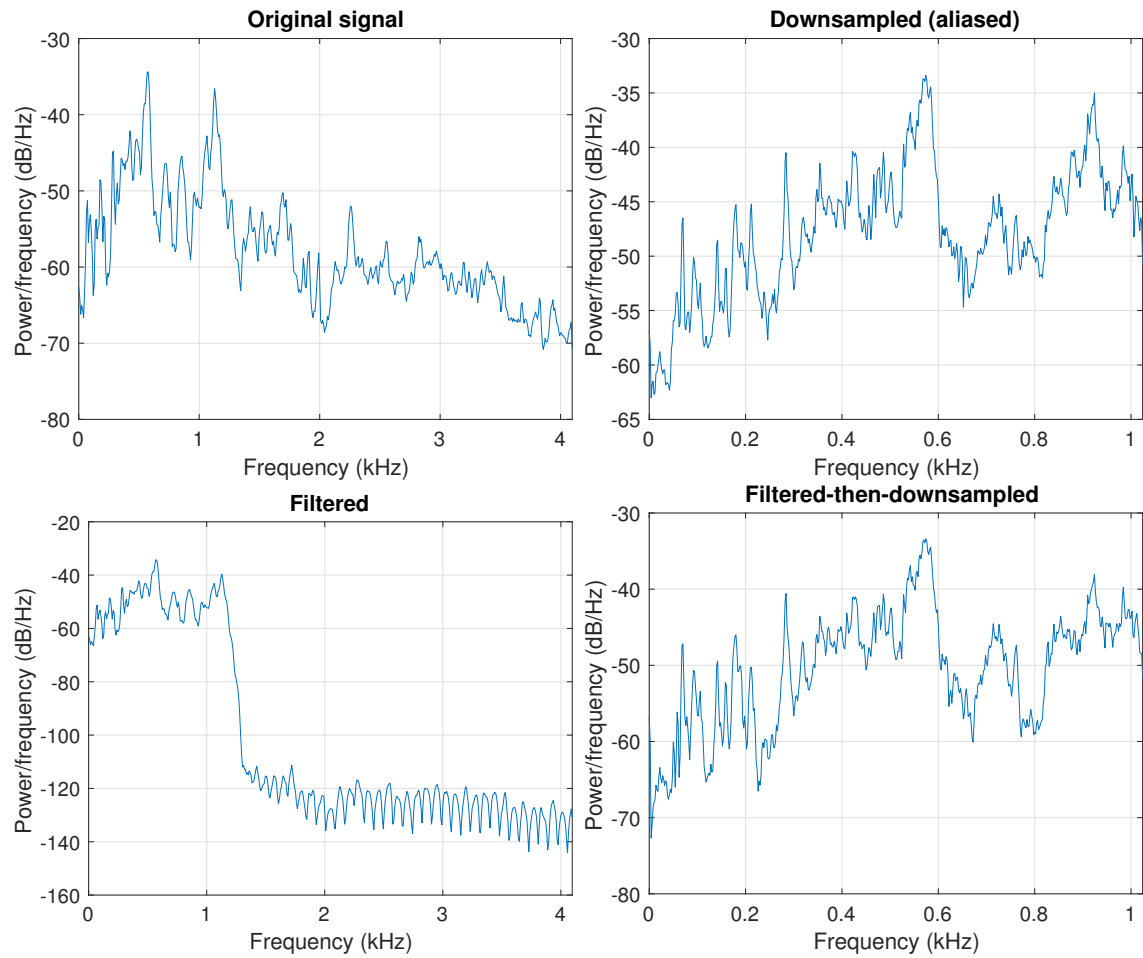 Original signal
-30
-40
-50
-60
-70
-80
Power/frequency (dB/Hz)
0 1 2 3 4
Frequency (kHz)
Downsampled (aliased)
-30
-35
-40
-45
-50
-55
-60
-65
Power/frequency (dB/Hz)
0 0.2 0.4 0.6 0.8 1
Frequency (kHz)
Filtered
-20
-40
-60
-80
-100
-120
-140
-160
Power/frequency (dB/Hz)
0 1 2 3 4
Frequency (kHz)
Filtered-then-downsampled
-30
-40
-50
-60
-70
-80
Power/frequency (dB/Hz)
0 0.2 0.4 0.6 0.8 1
Frequency (kHz)